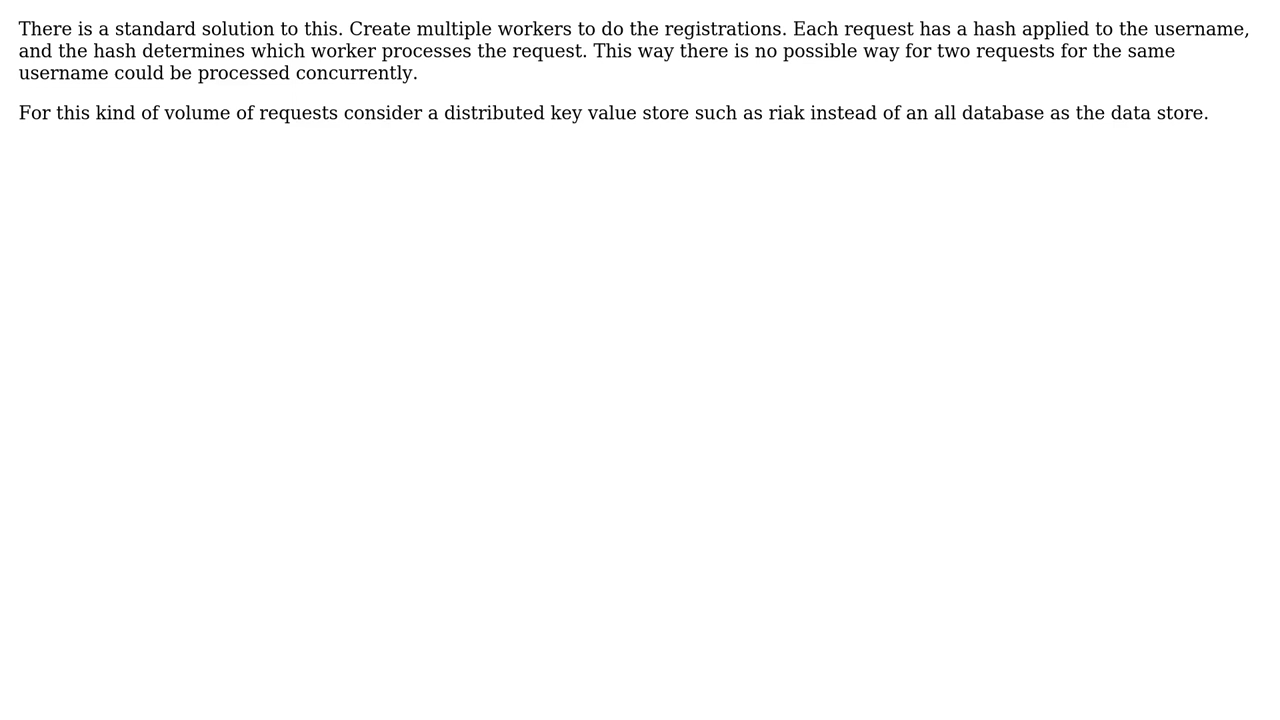 There is a standard solution to this. Create multiple workers to do the registrations. Each request has a hash applied to the username,
and the hash determines which worker processes the request. This way there is no possible way for two requests for the same
username could be processed concurrently.
For this kind of volume of requests consider a distributed key value store such as riak instead of an all database as the data store.